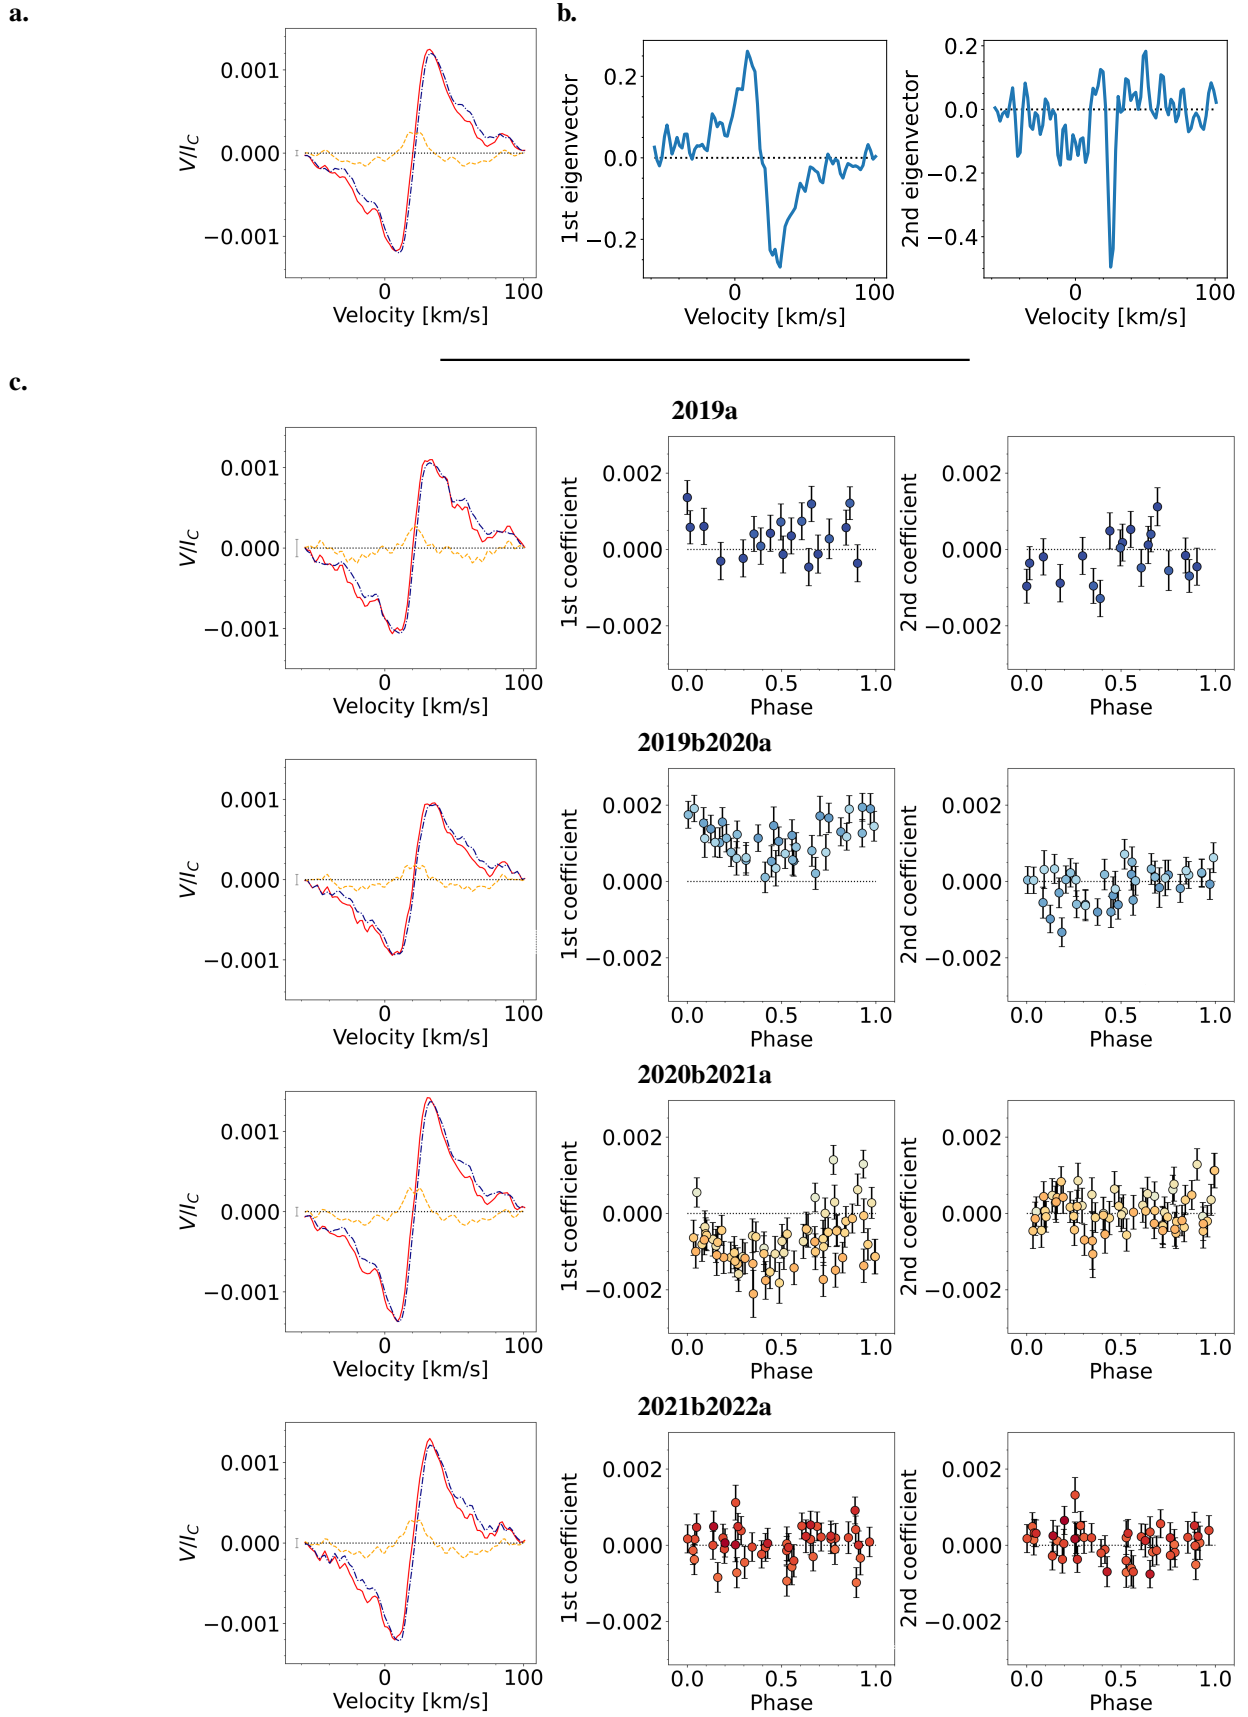 a.
b.
0.001
0.000
−0.001
V/I_C
0
100
Velocity [km/s]
0.2
0.0
−0.2
1st eigenvector
0
100
Velocity [km/s]
0.2
0.0
−0.2
−0.4
2nd eigenvector
0
100
Velocity [km/s]
c.
2019a
0.001
0.000
−0.001
V/I_C
0
100
Velocity [km/s]
0.002
0.000
−0.002
1st coefficient
0.0
0.5
1.0
Phase
0.002
0.000
−0.002
2nd coefficient
0.0
0.5
1.0
Phase
2019b2020a
0.001
0.000
−0.001
V/I_C
0
100
Velocity [km/s]
0.002
0.000
−0.002
1st coefficient
0.0
0.5
1.0
Phase
0.002
0.000
−0.002
2nd coefficient
0.0
0.5
1.0
Phase
2020b2021a
0.001
0.000
−0.001
V/I_C
0
100
Velocity [km/s]
0.002
0.000
−0.002
1st coefficient
0.0
0.5
1.0
Phase
0.002
0.000
−0.002
2nd coefficient
0.0
0.5
1.0
Phase
2021b2022a
0.001
0.000
−0.001
V/I_C
0
100
Velocity [km/s]
0.002
0.000
−0.002
1st coefficient
0.0
0.5
1.0
Phase
0.002
0.000
−0.002
2nd coefficient
0.0
0.5
1.0
Phase